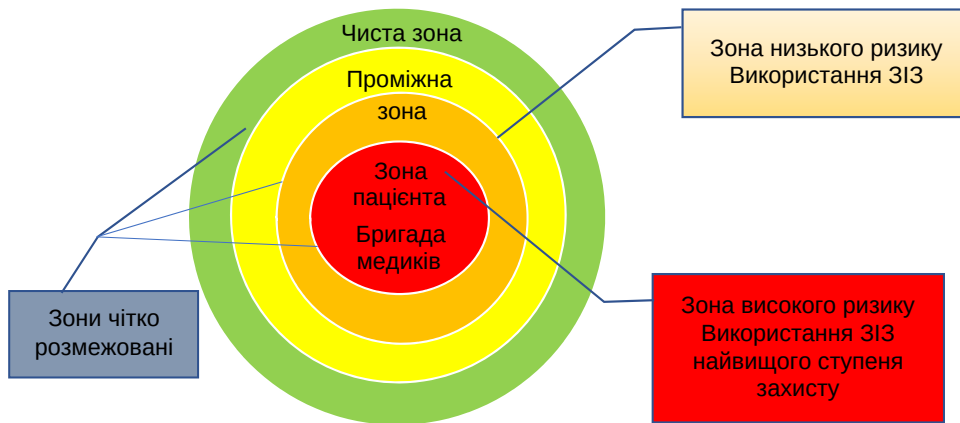 Чиста зона
Проміжна
зона
Зона
пацієнта
Бригада
медиків
Зона низького ризику
Використання ЗІЗ
Зони чітко
розмежовані
Зона високого ризику
Використання ЗІЗ
найвищого ступеня
захисту